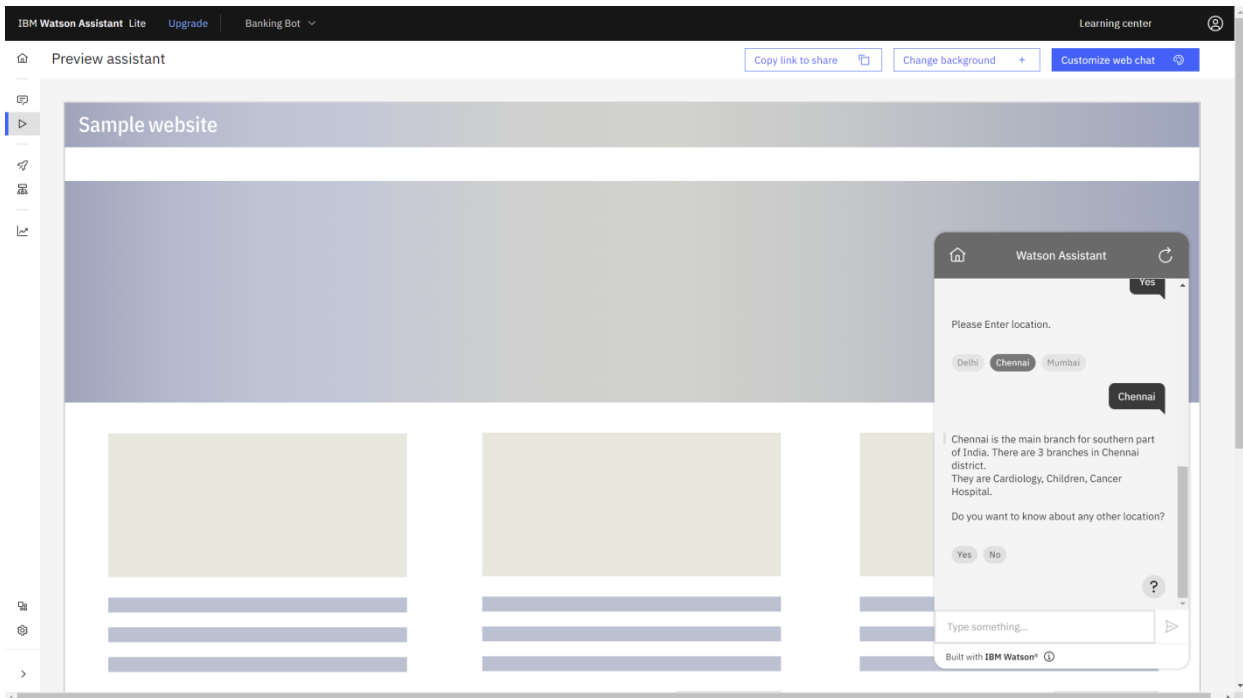 IBM Watson Assistant Lite Upgrade Banking Bot Learning center
Preview assistant Copy link to share Change background + Customize web chat
Sample website
Watson Assistant
Yes
Please Enter location.
Delhi Chennai Mumbai
Chennai
Chennai is the main branch for southern part
of India. There are 3 branches in Chennai
district.
They are Cardiology, Children, Cancer
Hospital.
Do you want to know about any other location?
Yes No
?
Type something...
Built with IBM Watson®